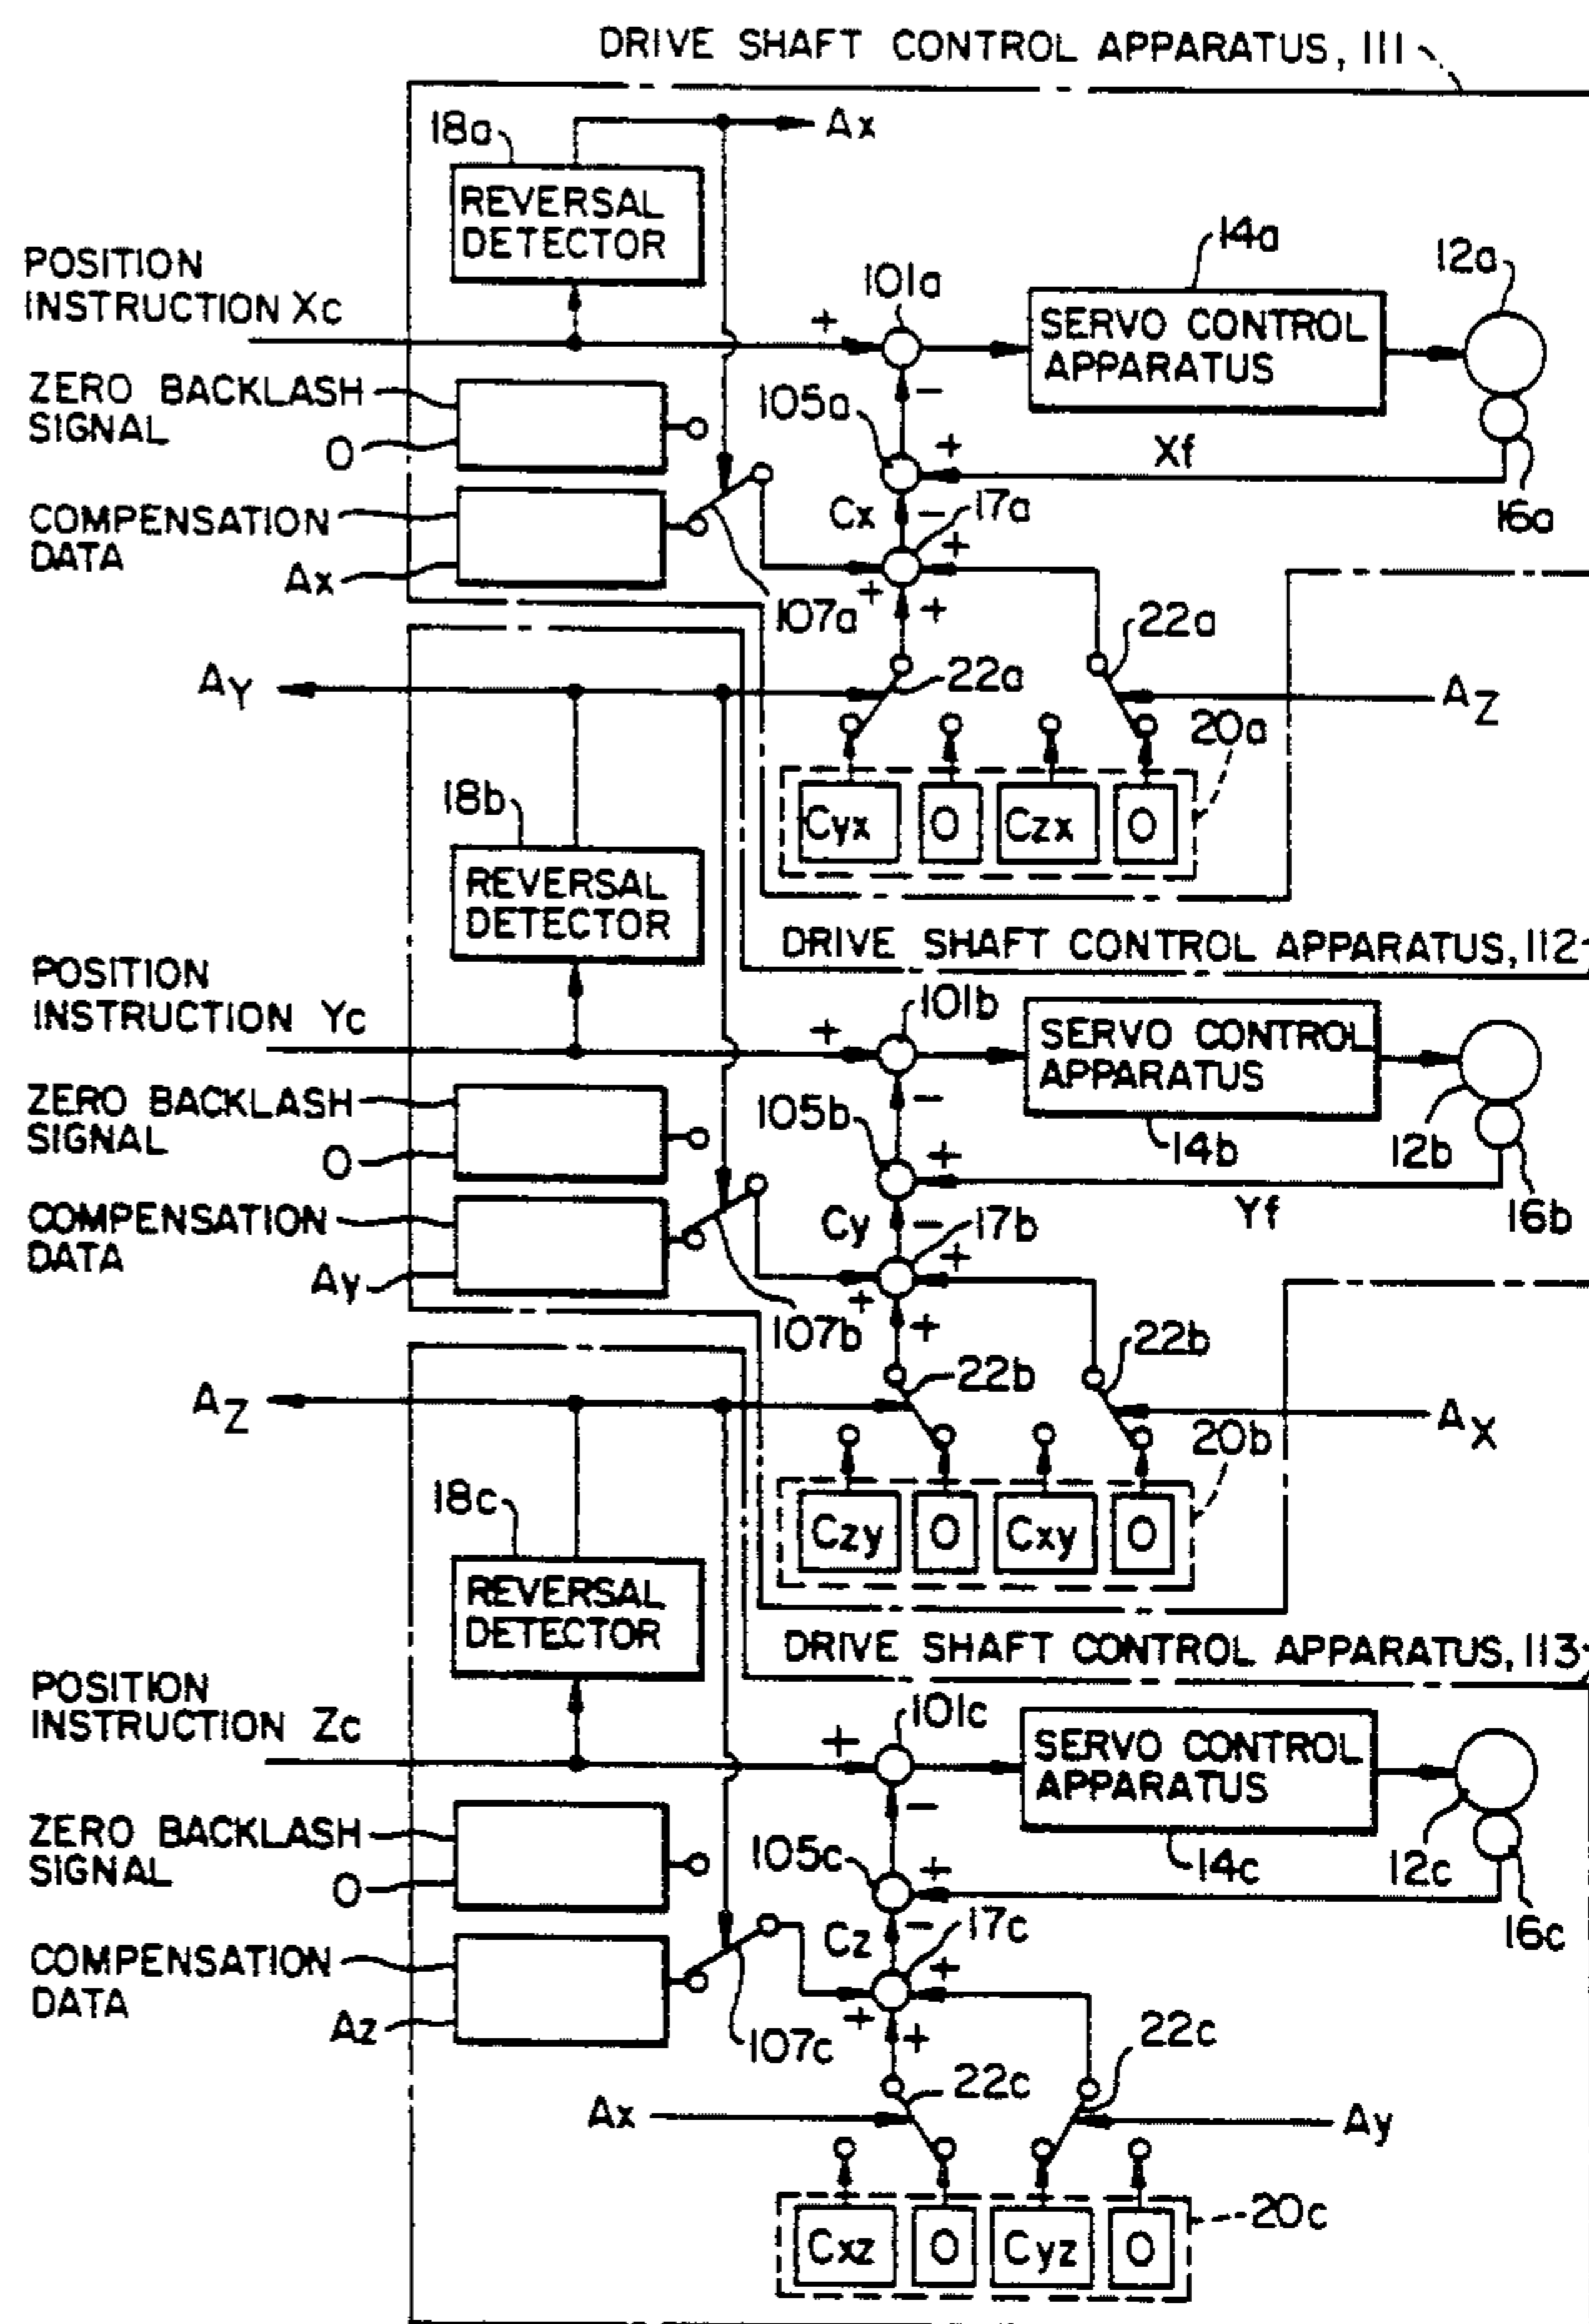 DRIVE SHAFT CONTROL APPARATUS, 111
Ax
18a
REVERSAL
DETECTOR
POSITION
INSTRUCTION Xc
+
101a
14a
SERVO CONTROL
APPARATUS
12a
ZERO BACKLASH
SIGNAL
0
-
105a
+
Xf
16a
COMPENSATION
DATA
Ax
Cx
-
17a
+
+
+
107a
22a
22a
AY
AZ
20a
Cyx
0
Czx
0
18b
REVERSAL
DETECTOR
DRIVE SHAFT CONTROL APPARATUS, 112
POSITION
INSTRUCTION Yc
+
101b
SERVO CONTROL
APPARATUS
14b
12b
ZERO BACKLASH
SIGNAL
0
-
105b
+
Yf
16b
COMPENSATION
DATA
Ay
Cy
-
17b
+
+
+
107b
22b
22b
AZ
AX
20b
Czy
0
Cxy
0
18c
REVERSAL
DETECTOR
DRIVE SHAFT CONTROL APPARATUS, 113
POSITION
INSTRUCTION Zc
+
101c
SERVO CONTROL
APPARATUS
14c
12c
ZERO BACKLASH
SIGNAL
0
-
105c
+
16c
COMPENSATION
DATA
Az
Cz
-
17c
+
+
+
107c
22c
22c
Ax
Ay
Cxz
0
Cyz
0
20c